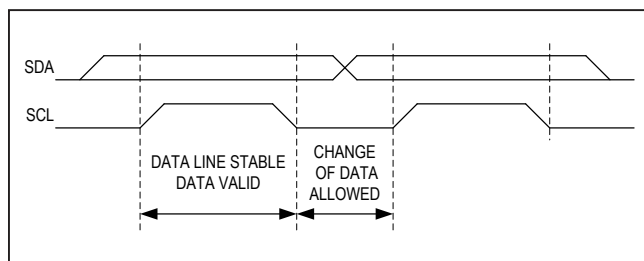 SDA
SCL
DATA LINE STABLE
DATA VALID
CHANGE
OF DATA
ALLOWED